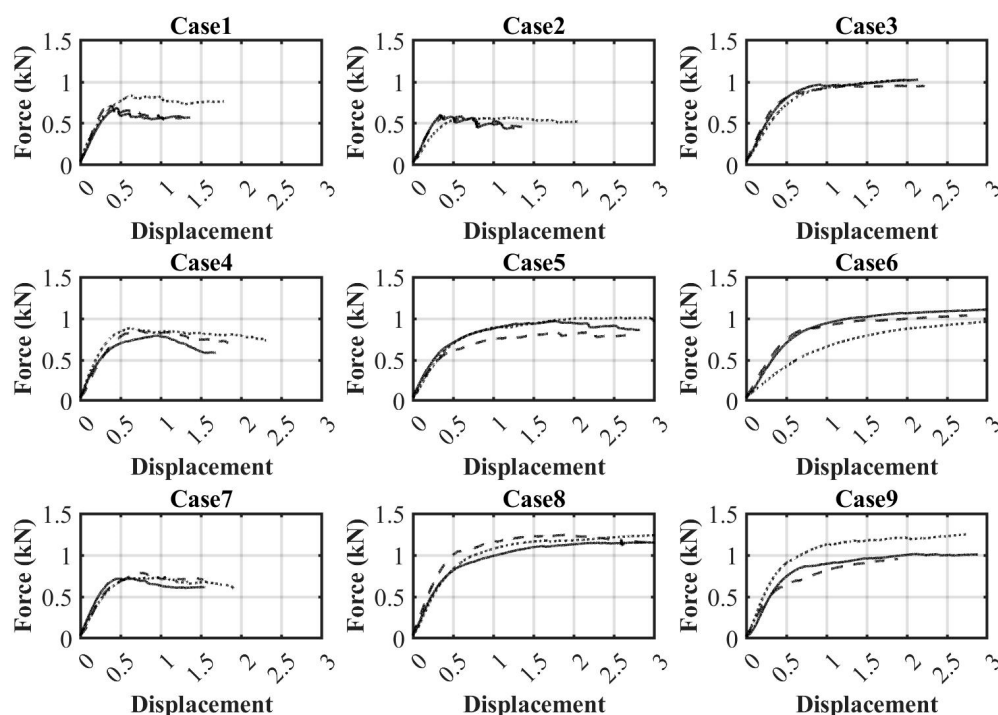 Case1 Case2 Case3
1.5 1.5 1.5
Force (kN) Force (kN) Force (kN)
1 1 1
0.5 0.5 0.5
0 0 0
0 0.5 1 1.5 2 2.5 3 0 0.5 1 1.5 2 2.5 3 0 0.5 1 1.5 2 2.5 3
Displacement Displacement Displacement
Case4 Case5 Case6
1.5 1.5 1.5
Force (kN) Force (kN) Force (kN)
1 1 1
0.5 0.5 0.5
0 0 0
0 0.5 1 1.5 2 2.5 3 0 0.5 1 1.5 2 2.5 3 0 0.5 1 1.5 2 2.5 3
Displacement Displacement Displacement
Case7 Case8 Case9
1.5 1.5 1.5
Force (kN) Force (kN) Force (kN)
1 1 1
0.5 0.5 0.5
0 0 0
0 0.5 1 1.5 2 2.5 3 0 0.5 1 1.5 2 2.5 3 0 0.5 1 1.5 2 2.5 3
Displacement Displacement Displacement